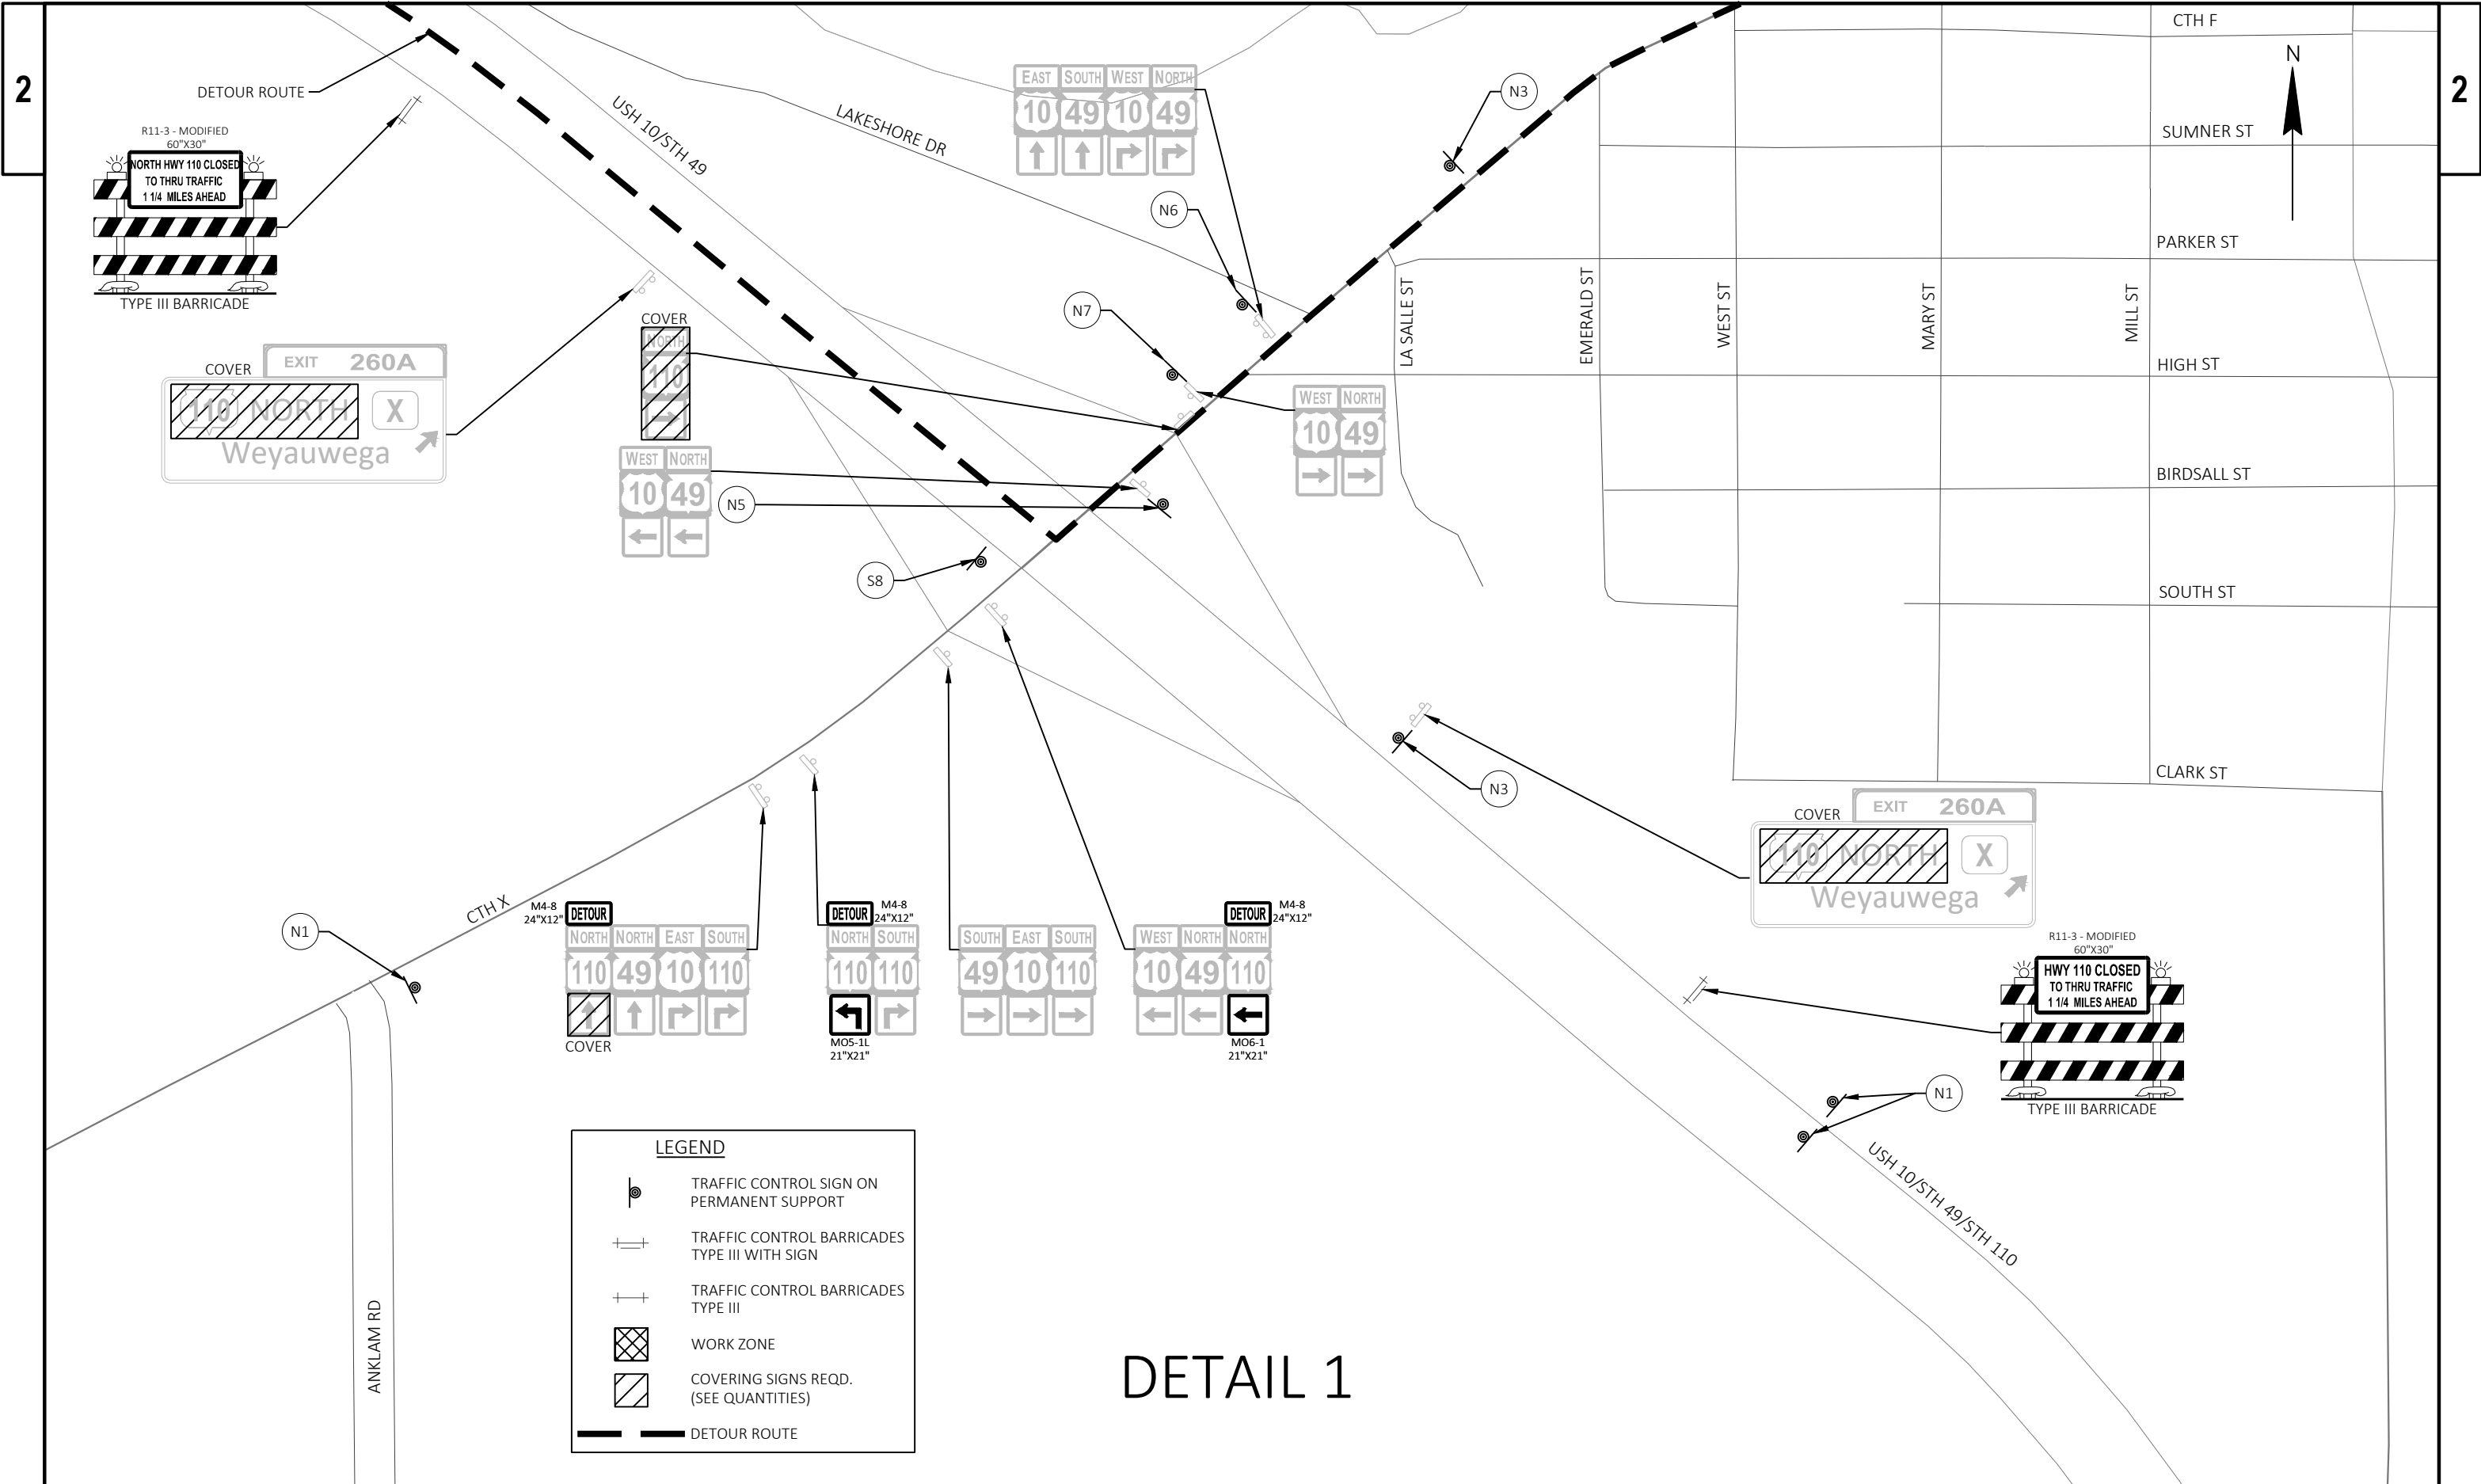 2
2
CTH F
N
DETOUR ROUTE
USH 10/STH 49
LAKESHORE DR
EAST SOUTH WEST NORTH
10 49 10 49
N3
SUMNER ST
R11-3 - MODIFIED
60"X30"
NORTH HWY 110 CLOSED
TO THRU TRAFFIC
1 1/4 MILES AHEAD
TYPE III BARRICADE
N6
PARKER ST
N7
LA SALLE ST
EMERALD ST
WEST ST
MARY ST
MILL ST
HIGH ST
COVER
NORTH
110
COVER
EXIT 260A
110 NORTH X
Weyauwega
WEST NORTH
10 49
WEST NORTH
10 49
N5
BIRDSALL ST
S8
SOUTH ST
CLARK ST
N3
COVER
EXIT 260A
110 NORTH X
Weyauwega
CTH X
N1
M4-8
24"X12"
DETOUR
NORTH NORTH EAST SOUTH
110 49 10 110
COVER
DETOUR
M4-8
24"X12"
NORTH SOUTH
110 110
MO5-1L
21"X21"
SOUTH EAST SOUTH
49 10 110
DETOUR
M4-8
24"X12"
WEST NORTH NORTH
10 49 110
MO6-1
21"X21"
R11-3 - MODIFIED
60"X30"
HWY 110 CLOSED
TO THRU TRAFFIC
1 1/4 MILES AHEAD
TYPE III BARRICADE
N1
USH 10/STH 49/STH 110
ANKLAM RD
LEGEND
TRAFFIC CONTROL SIGN ON
PERMANENT SUPPORT
TRAFFIC CONTROL BARRICADES
TYPE III WITH SIGN
TRAFFIC CONTROL BARRICADES
TYPE III
WORK ZONE
COVERING SIGNS REQD.
(SEE QUANTITIES)
DETOUR ROUTE
DETAIL 1